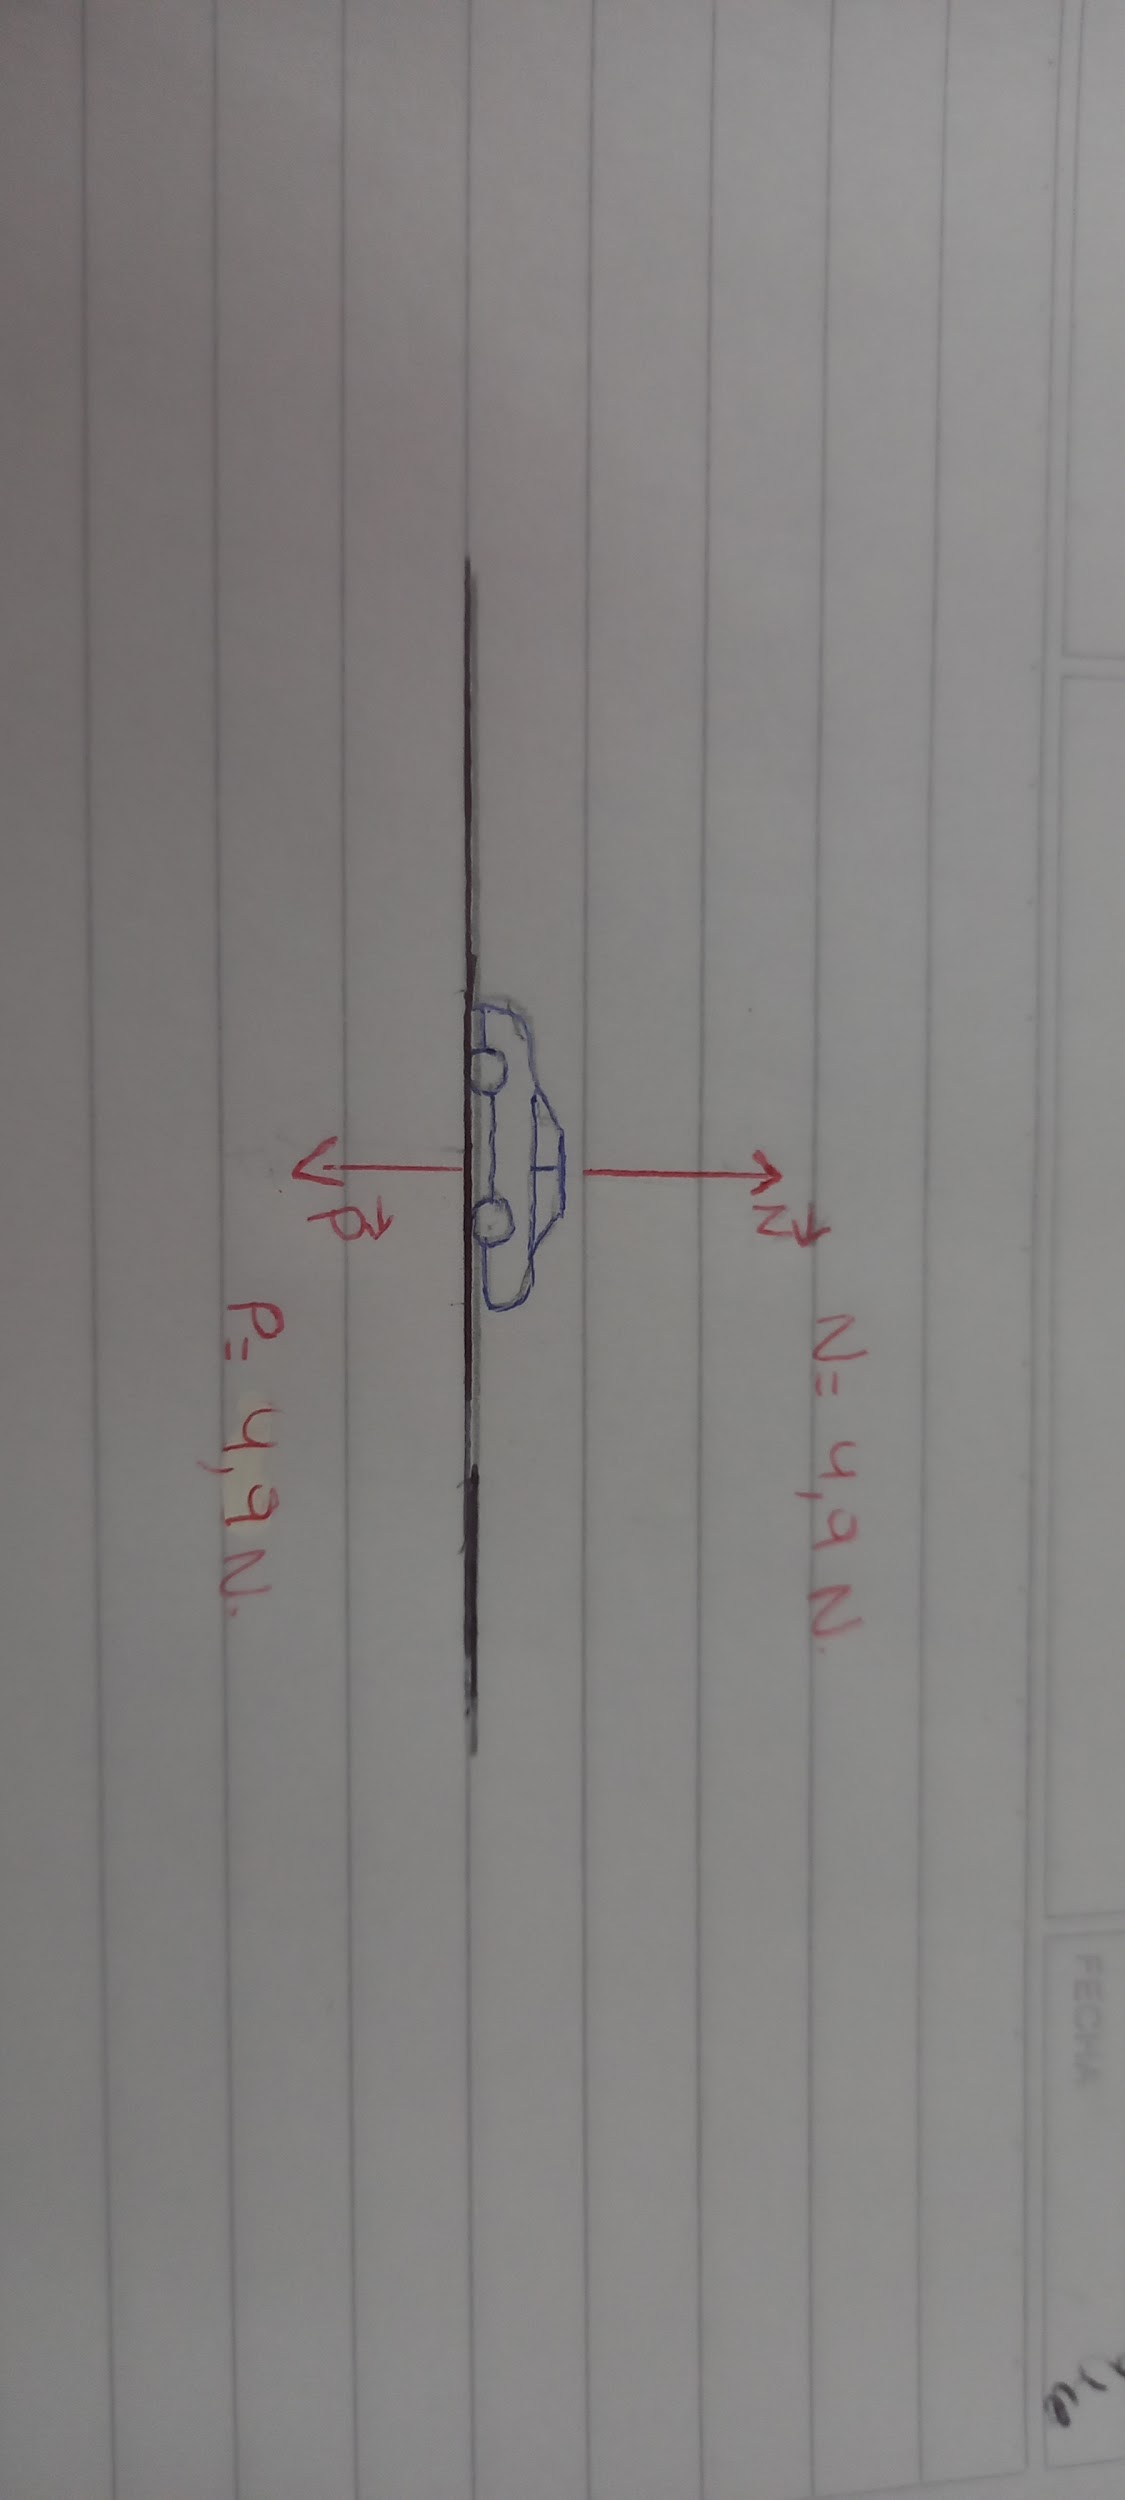 FECHA
N
N= 4,9 N.
P
P= 4,9 N.